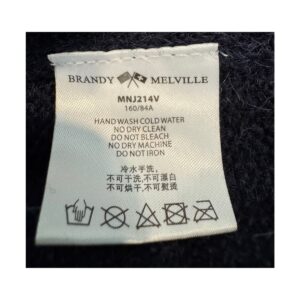 BRANDY MELVILLE
MNJ214V
160/84A
HAND WASH COLD WATER
NO DRY CLEAN
DO NOT BLEACH
NO DRY MACHINE
DO NOT IRON
冷水手洗,
不可干洗,不可漂白
不可烘干,不可熨烫